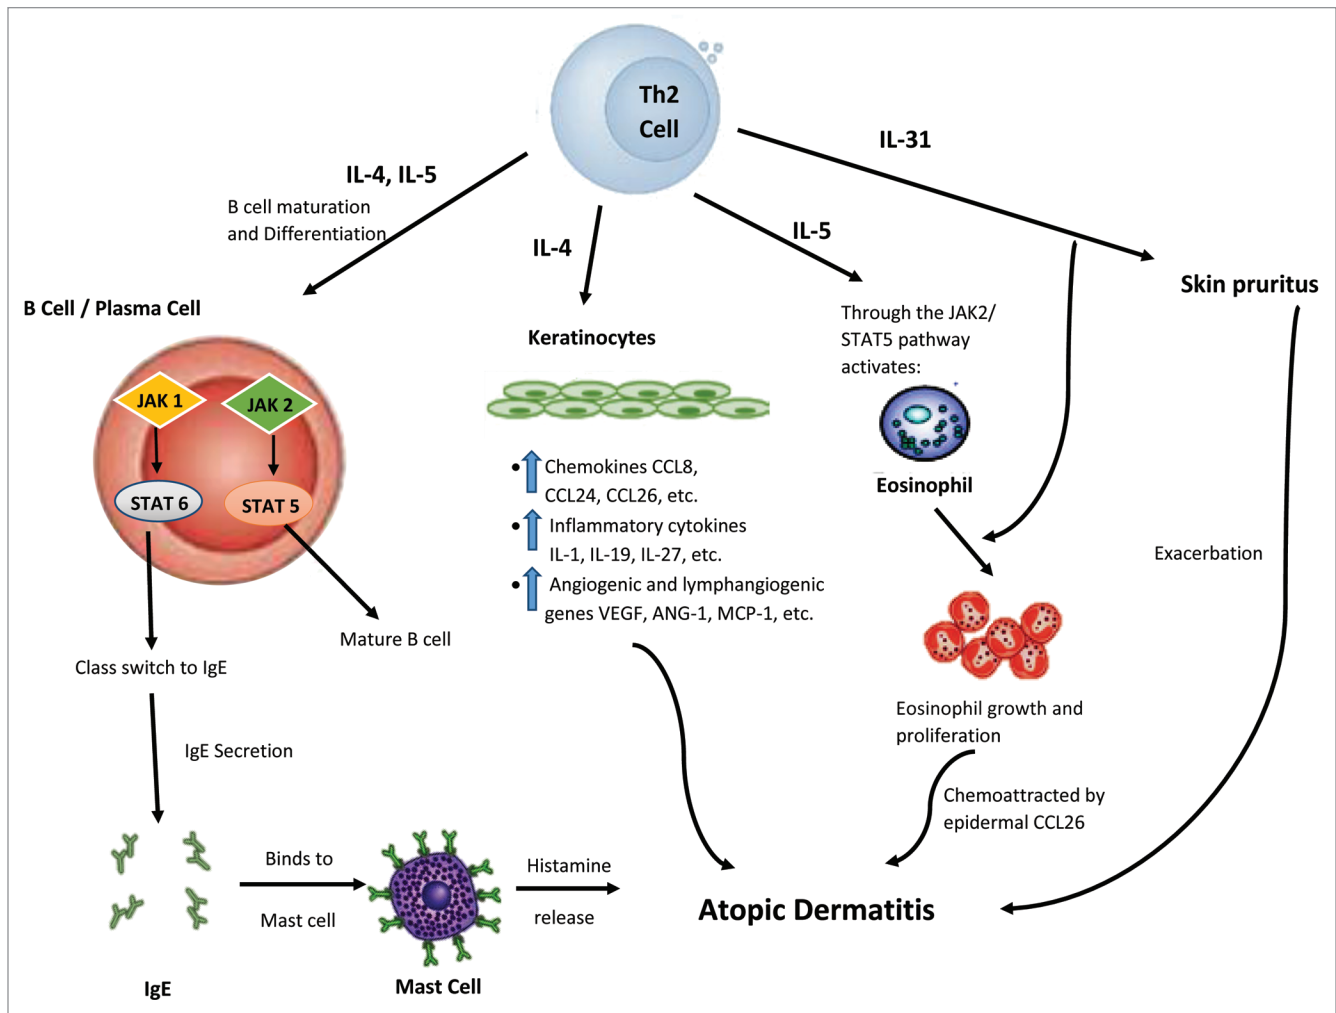 Th2
Cell
IL-31
IL-4, IL-5
B cell maturation
and Differentiation
IL-4
IL-5
Skin pruritus
B Cell / Plasma Cell
Keratinocytes
Through the JAK2/
STAT5 pathway
activates:
JAK 1
JAK 2
STAT 6
STAT 5
• Chemokines CCL8,
CCL24, CCL26, etc.
• Inflammatory cytokines
IL-1, IL-19, IL-27, etc.
• Angiogenic and lymphangiogenic
genes VEGF, ANG-1, MCP-1, etc.
Eosinophil
Exacerbation
Mature B cell
Class switch to IgE
Eosinophil growth and
proliferation
IgE Secretion
Chemoattracted by
epidermal CCL26
Binds to
Mast cell
Histamine
release
Atopic Dermatitis
IgE
Mast Cell